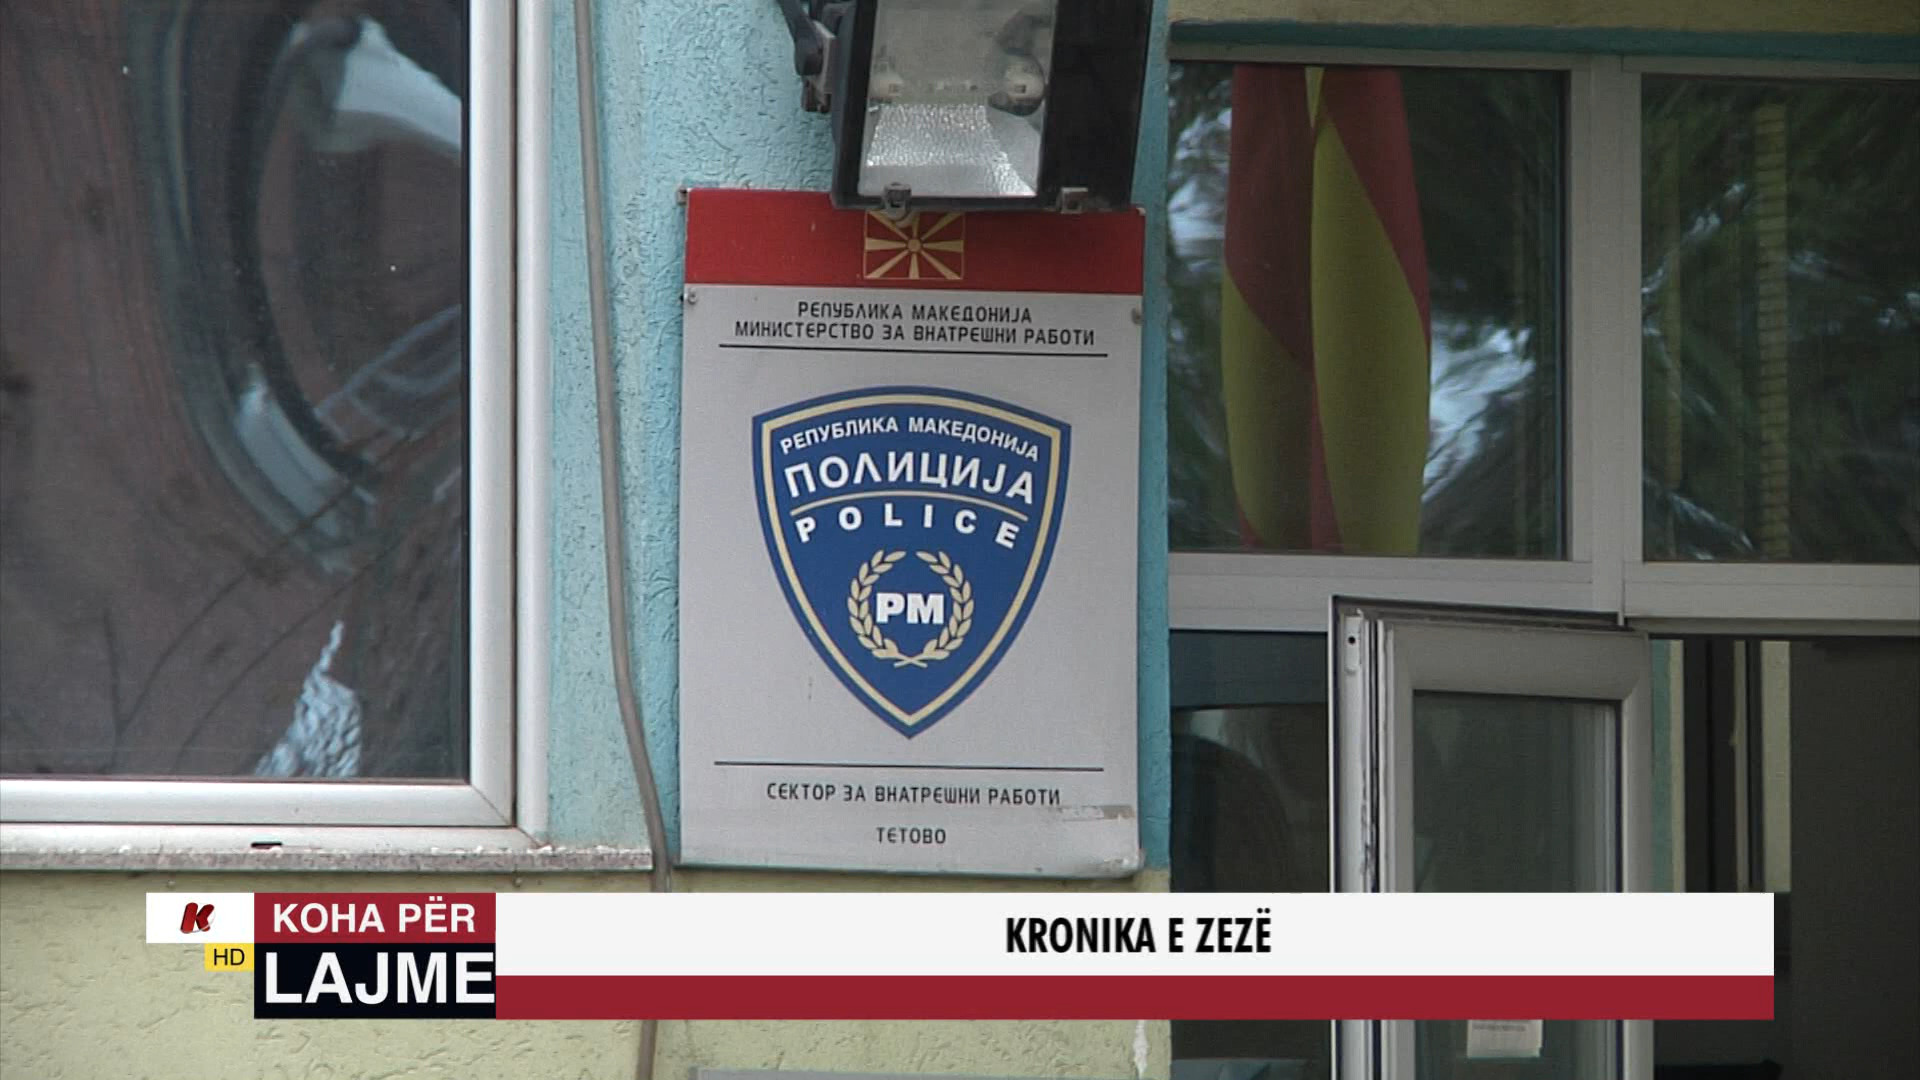 РЕПУБЛИКА МАКЕДОНИЈА
МИНИСТЕРСТВО ЗА ВНАТРЕШНИ РАБОТИ
РЕПУБЛИКА МАКЕДОНИЈА
ПОЛИЦИЈА
POLICE
PM
СЕКТОР ЗА ВНАТРЕШНИ РАБОТИ
ТЕТОВО
K
HD
KOHA PËR
LAJME
KRONIKA E ZEZË